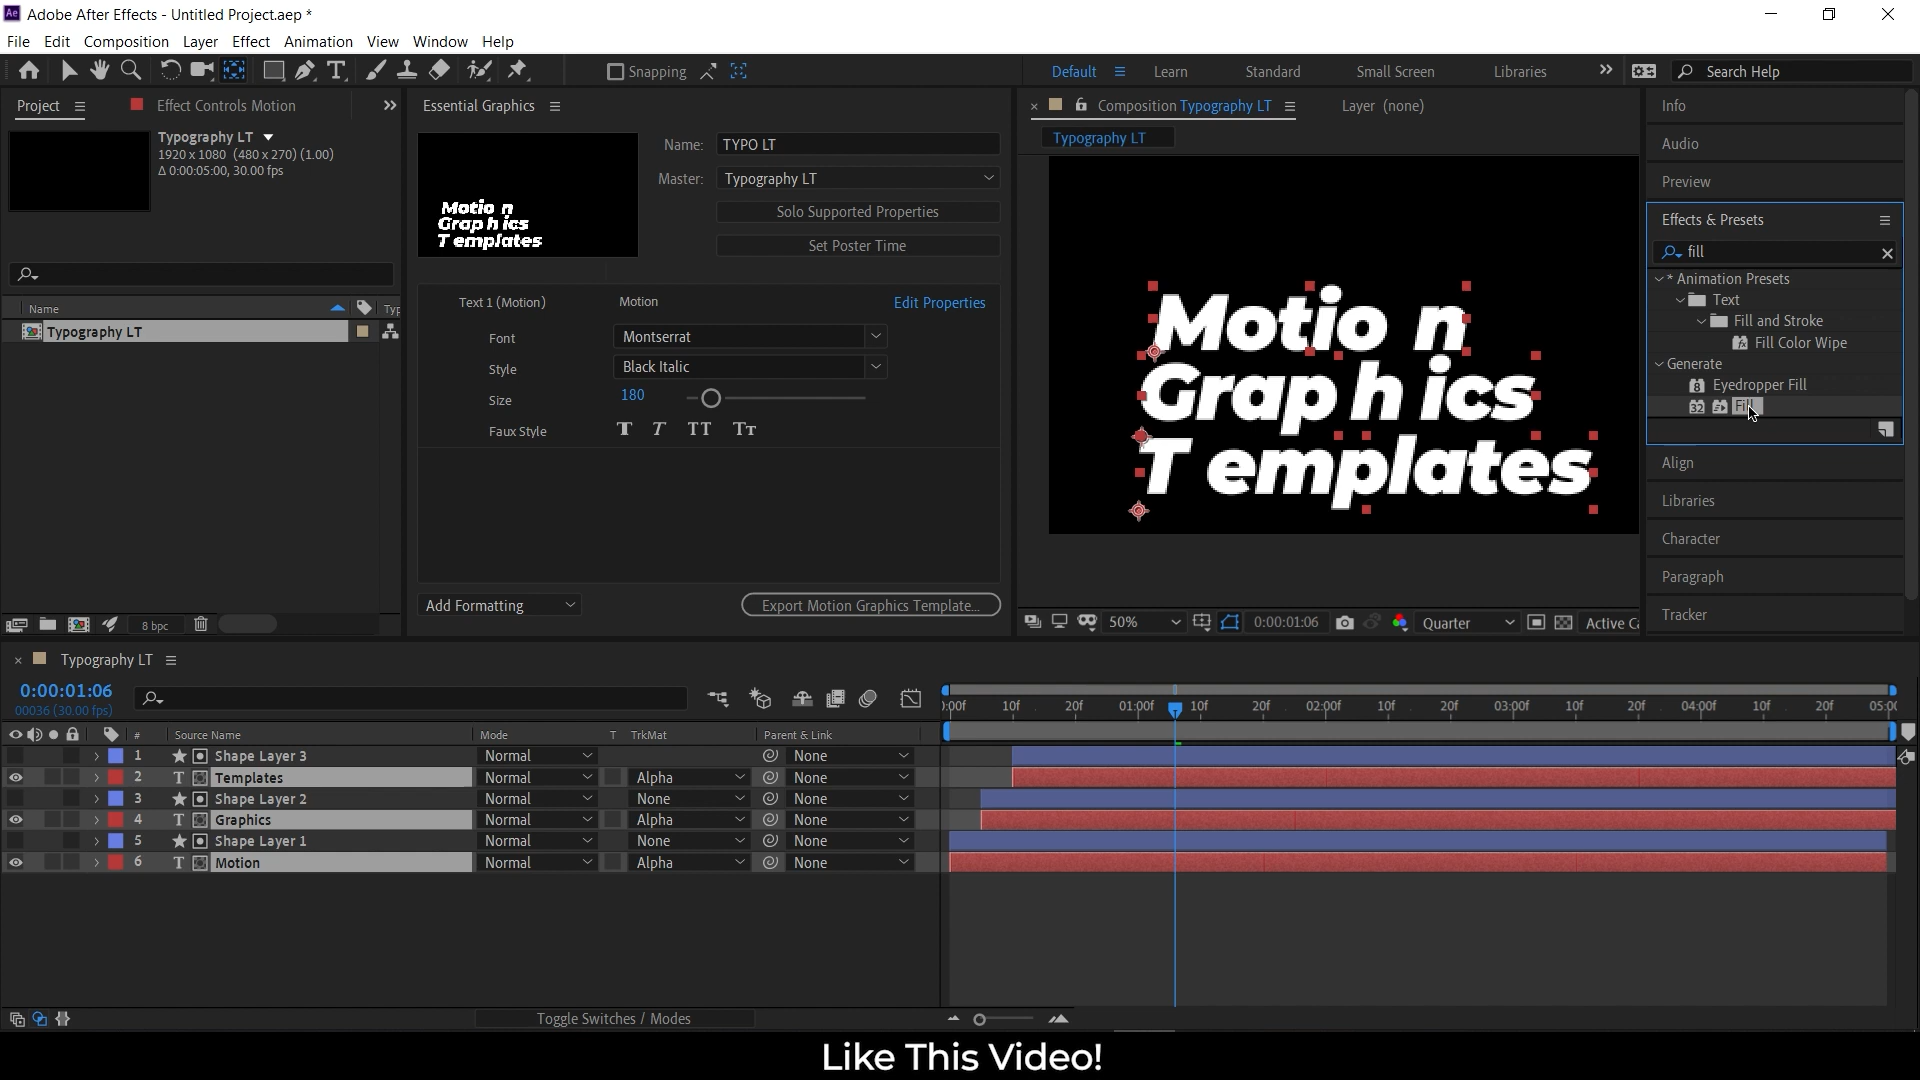 Ae Adobe After Effects - Untitled Project.aep *
File Edit Composition Layer Effect Animation View Window Help
Snapping
Default Learn Standard Small Screen Libraries Search Help
Project Effect Controls Motion
Typography LT
1920 x 1080 (480 x 270) (1.00)
Δ 0:00:05:00, 30.00 fps
Name Typ
Typography LT
8 bpc
Essential Graphics
Motio n
Grap h ics
T emplates
Name: TYPO LT
Master: Typography LT
Solo Supported Properties
Set Poster Time
Text 1 (Motion) Motion Edit Properties
Font Montserrat
Style Black Italic
Size 180
Faux Style T T TT Tт
Add Formatting Export Motion Graphics Template...
Composition Typography LT Layer (none)
Typography LT
Motio n
Grap h ics
T emplates
50% 0:00:01:06 Quarter Active Ca
Info
Audio
Preview
Effects & Presets
fill
* Animation Presets
Text
Fill and Stroke
Fill Color Wipe
Generate
8 Eyedropper Fill
32 Fill
Align
Libraries
Character
Paragraph
Tracker
Typography LT
0:00:01:06
00036 (30.00 fps)
):00f 10f 20f 01:00f 10f 20f 02:00f 10f 20f 03:00f 10f 20f 04:00f 10f 20f 05:00
# Source Name Mode T TrkMat Parent & Link
1 Shape Layer 3 Normal None
2 T Templates Normal Alpha None
3 Shape Layer 2 Normal None None
4 T Graphics Normal Alpha None
5 Shape Layer 1 Normal None None
6 T Motion Normal Alpha None
Toggle Switches / Modes
Like This Video!